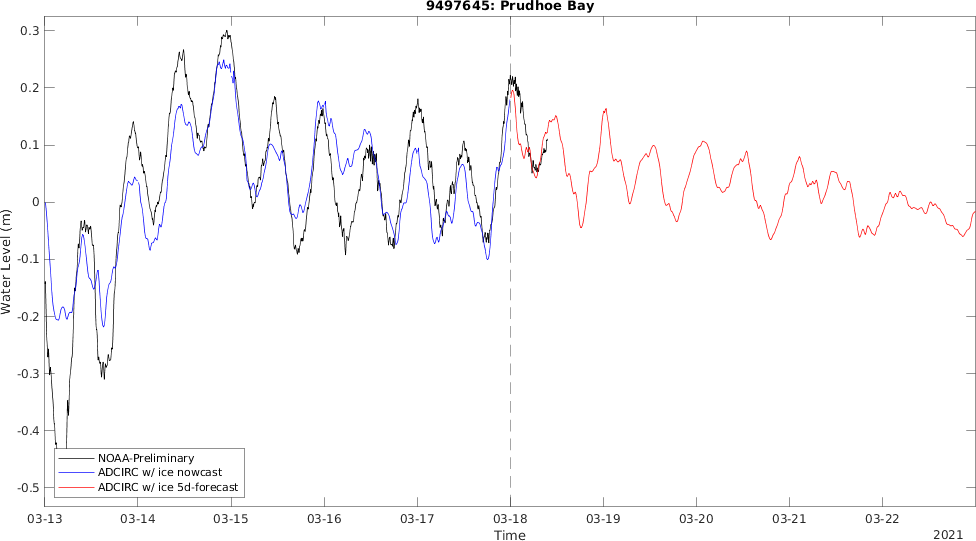 9497645: Prudhoe Bay
0.3
0.2
0.1
0
-0.1
-0.2
-0.3
-0.4
-0.5
Water Level (m)
NOAA-Preliminary
ADCIRC w/ ice nowcast
ADCIRC w/ ice 5d-forecast
03-13 03-14 03-15 03-16 03-17 03-18 03-19 03-20 03-21 03-22
Time
2021